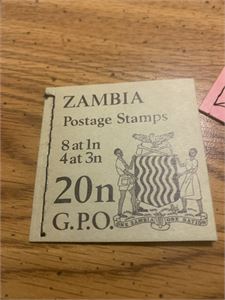 ZAMBIA
Postage Stamps
8 at 1n
4 at 3n
20n
G.P.O.
ONE ZAMBIA ONE NATION